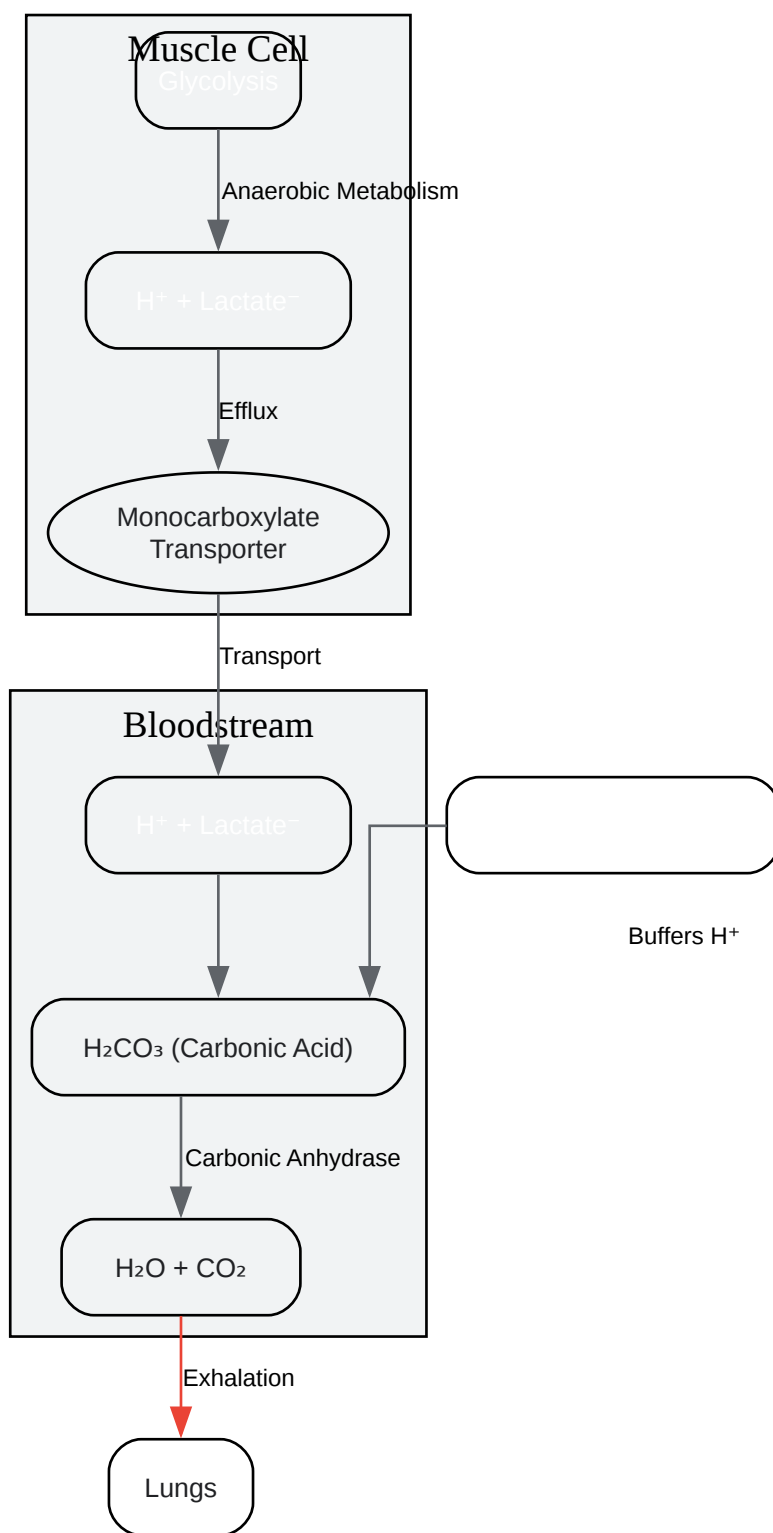 Muscle Cell
Glycolysis
Anaerobic Metabolism
H⁺ + Lactate⁻
Efflux
Monocarboxylate
Transporter
Transport
Bloodstream
H⁺ + Lactate⁻
Buffers H⁺
H₂CO₃ (Carbonic Acid)
Carbonic Anhydrase
H₂O + CO₂
Exhalation
Lungs